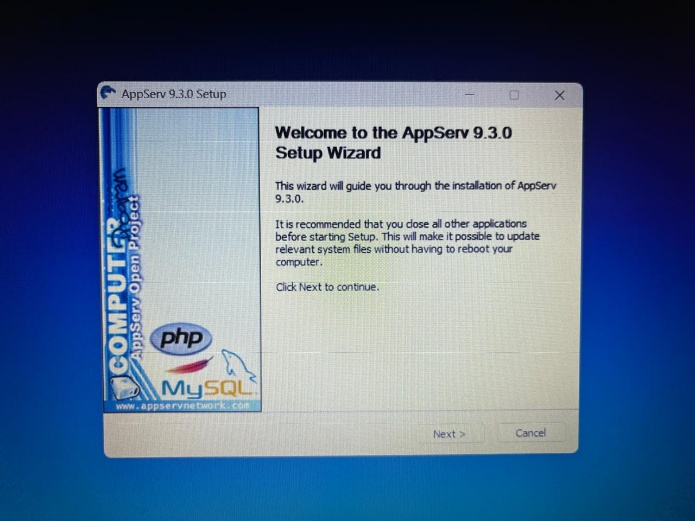 AppServ 9.3.0 Setup
COMPUTER
Program
AppServ Open Project
php
MySQL
www.appservnetwork.com
Welcome to the AppServ 9.3.0
Setup Wizard
This wizard will guide you through the installation of AppServ
9.3.0.
It is recommended that you close all other applications
before starting Setup. This will make it possible to update
relevant system files without having to reboot your
computer.
Click Next to continue.
Next >
Cancel